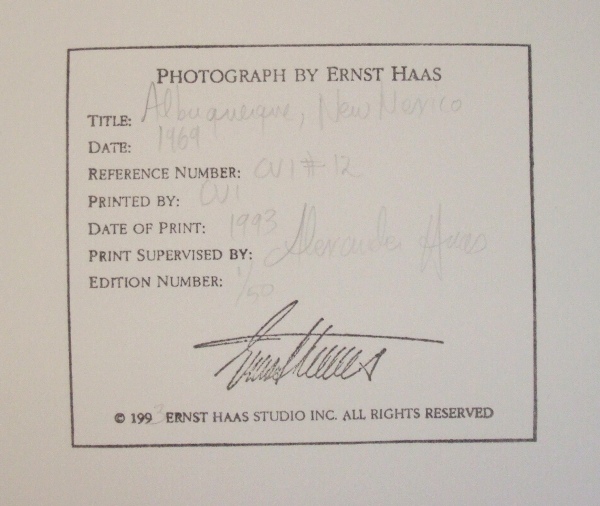 PHOTOGRAPH BY ERNST HAAS
TITLE: Albuquerque, New Mexico
DATE: 1969
REFERENCE NUMBER: CVI #12
PRINTED BY: CVI
DATE OF PRINT: 1993
PRINT SUPERVISED BY: Alexander Haas
EDITION NUMBER: 1/50
Ernst Haas
© 1993 ERNST HAAS STUDIO INC. ALL RIGHTS RESERVED